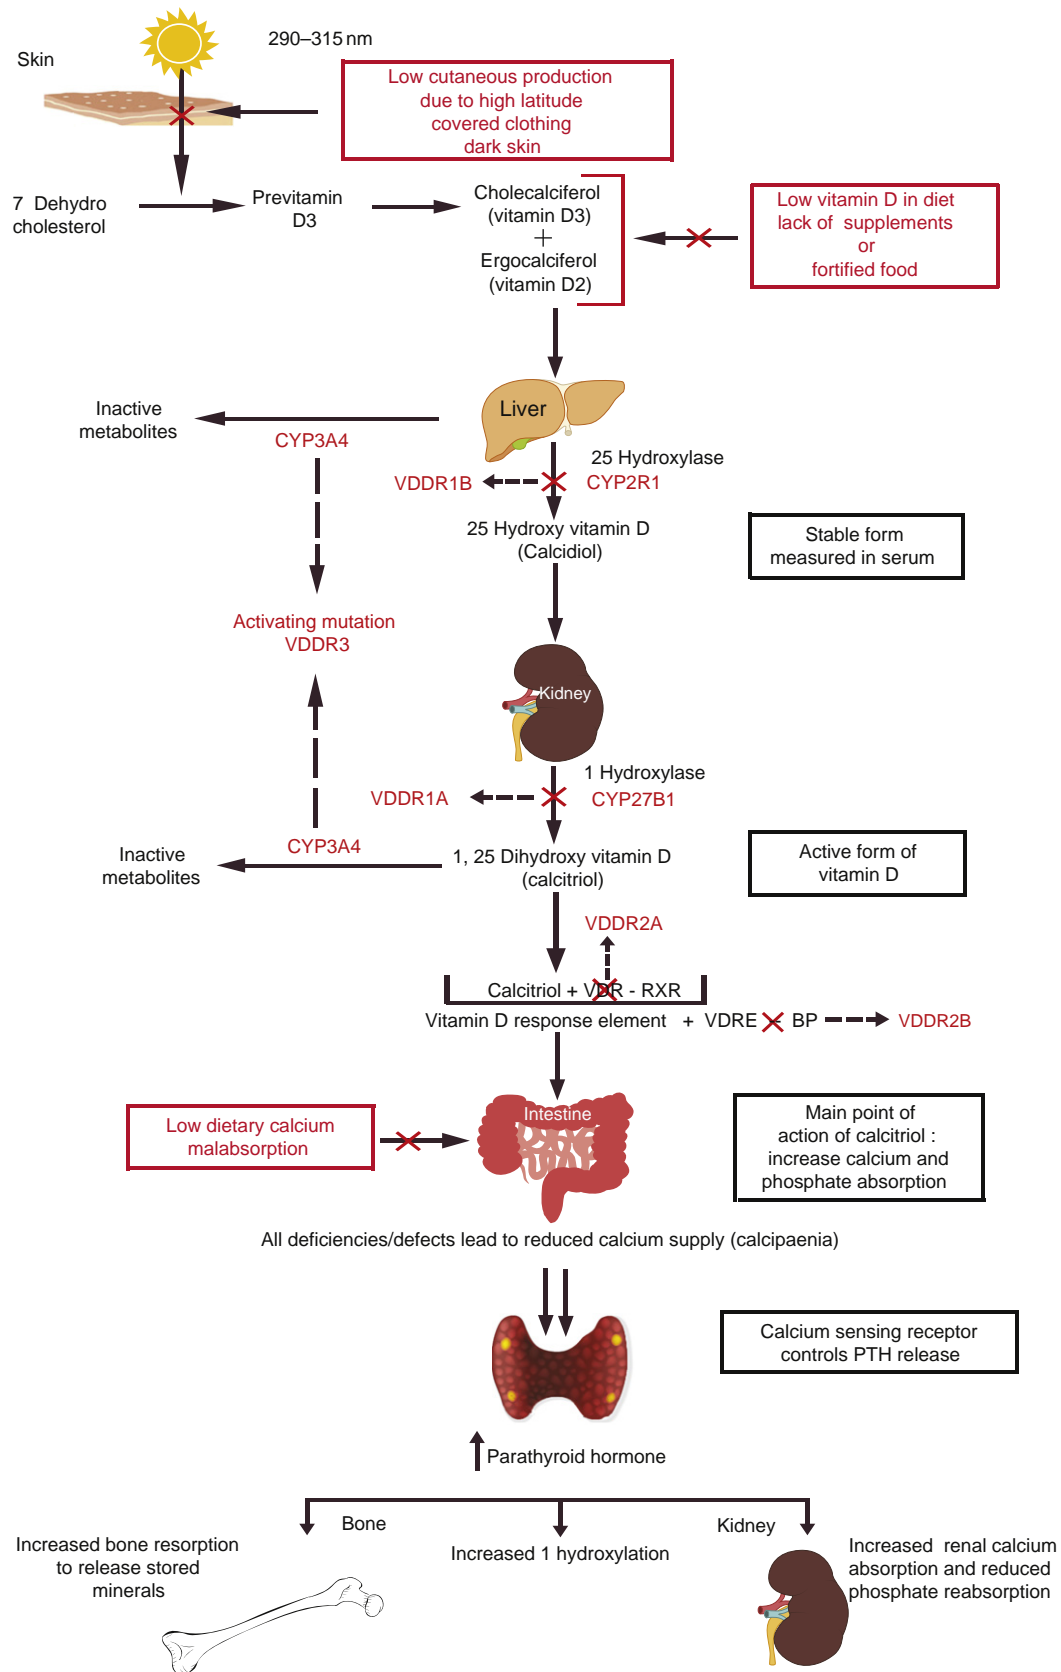 290–315 nm
Skin
Low cutaneous production
due to high latitude
covered clothing
dark skin
7 Dehydro
cholesterol
Previtamin
D3
Cholecalciferol
(vitamin D3)
+
Ergocalciferol
(vitamin D2)
Low vitamin D in diet
lack of supplements
or
fortified food
Liver
Inactive
metabolites
CYP3A4
25 Hydroxylase
VDDR1B
CYP2R1
25 Hydroxy vitamin D
(Calcidiol)
Stable form
measured in serum
Activating mutation
VDDR3
Kidney
1 Hydroxylase
VDDR1A
CYP27B1
CYP3A4
Inactive
metabolites
1, 25 Dihydroxy vitamin D
(calcitriol)
Active form of
vitamin D
VDDR2A
Calcitriol + VDR - RXR
Vitamin D response element + VDRE - BP
VDDR2B
Intestine
Low dietary calcium
malabsorption
Main point of
action of calcitriol :
increase calcium and
phosphate absorption
All deficiencies/defects lead to reduced calcium supply (calcipaenia)
Calcium sensing receptor
controls PTH release
Parathyroid hormone
Bone
Kidney
Increased bone resorption
to release stored
minerals
Increased 1 hydroxylation
Increased renal calcium
absorption and reduced
phosphate reabsorption